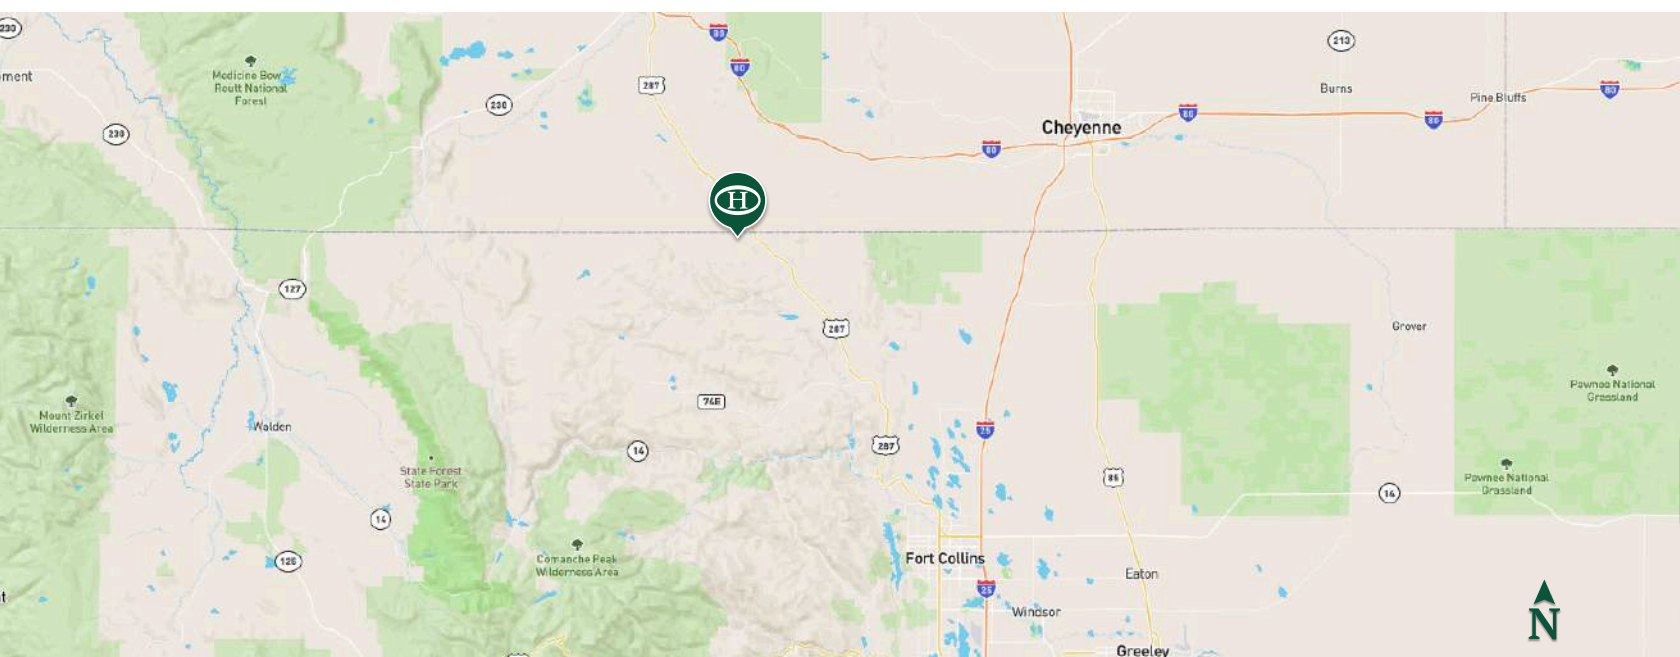 230
80
213
ment
Medicine Bow
Routt National
Forest
80
287
80
Burns
Pine Bluffs
230
80
80
Cheyenne
230
80
H
127
287
Grover
Pawnee National
Grassland
74E
Mount Zirkel
Wilderness Area
Walden
25
14
287
State Forest
State Park
85
Pawnee National
Grassland
14
14
Comanche Peak
Wilderness Area
Fort Collins
125
Eaton
25
Windsor
N
Greeley